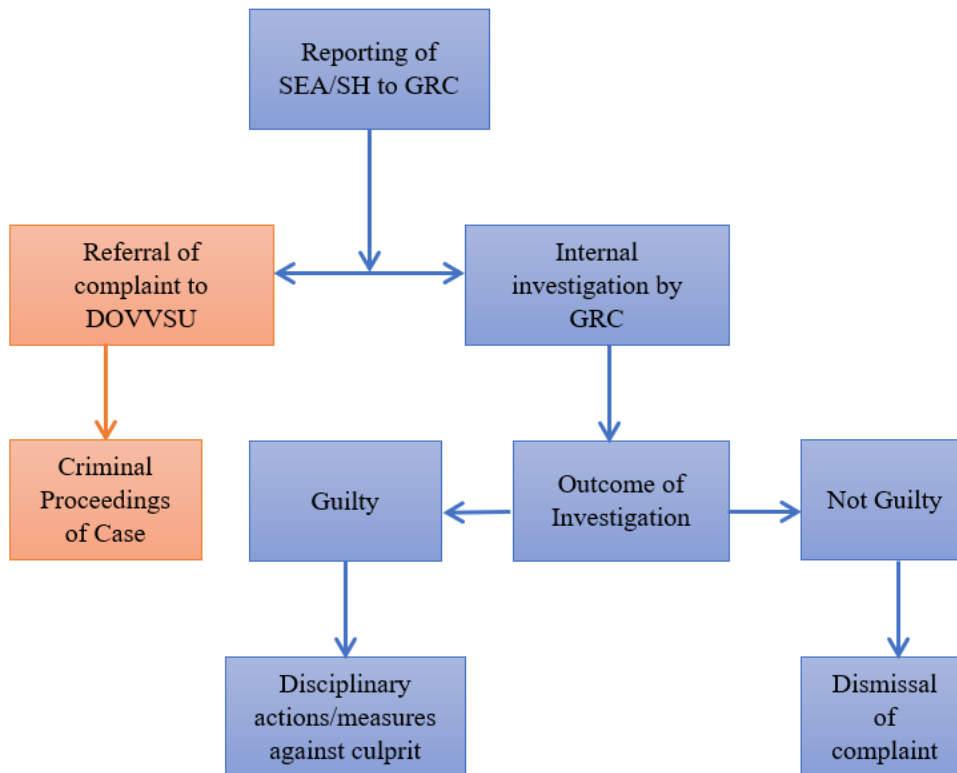 Reporting of
SEA/SH to GRC
Referral of
complaint to
DOVVSU
Internal
investigation by
GRC
Criminal
Proceedings
of Case
Guilty
Outcome of
Investigation
Not Guilty
Disciplinary
actions/measures
against culprit
Dismissal
of
complaint